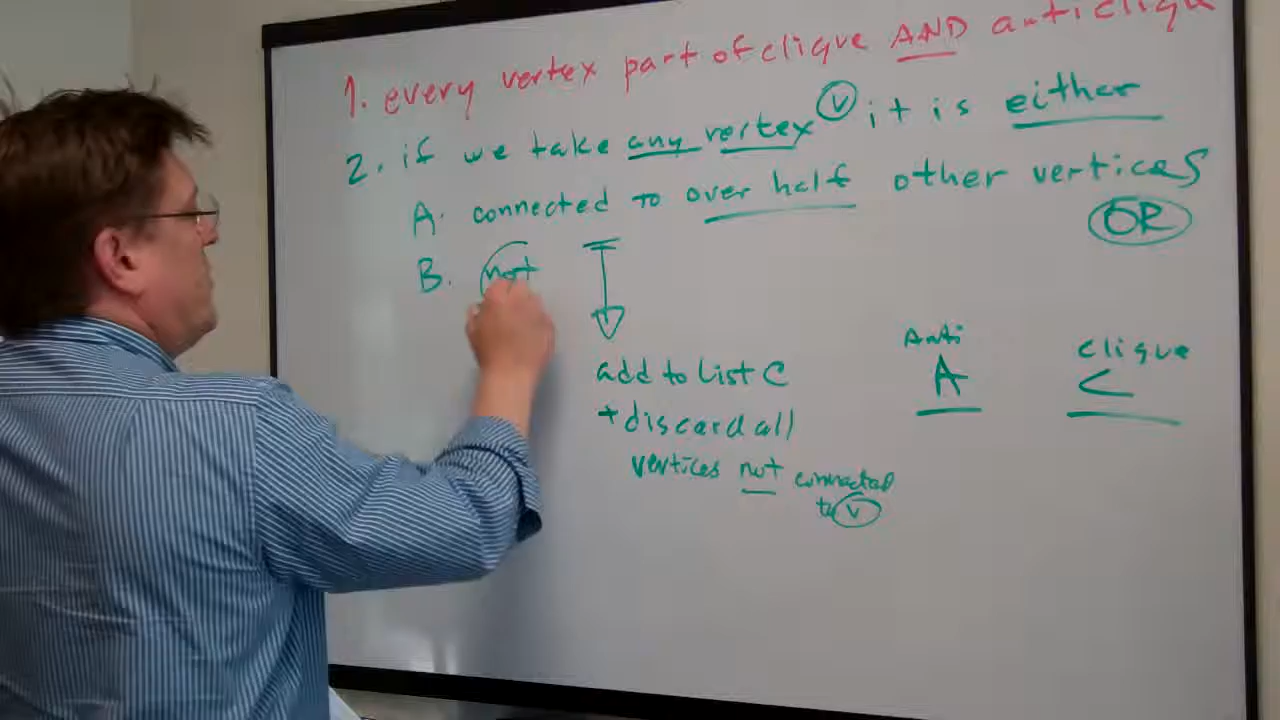 1. every vertex part of clique AND anticliqu
2. if we take any vertex v it is either
A. connected to over half other vertices
OR
B. not
add to list C
+ discard all
vertices not connected
to v
Anti
A
clique
C